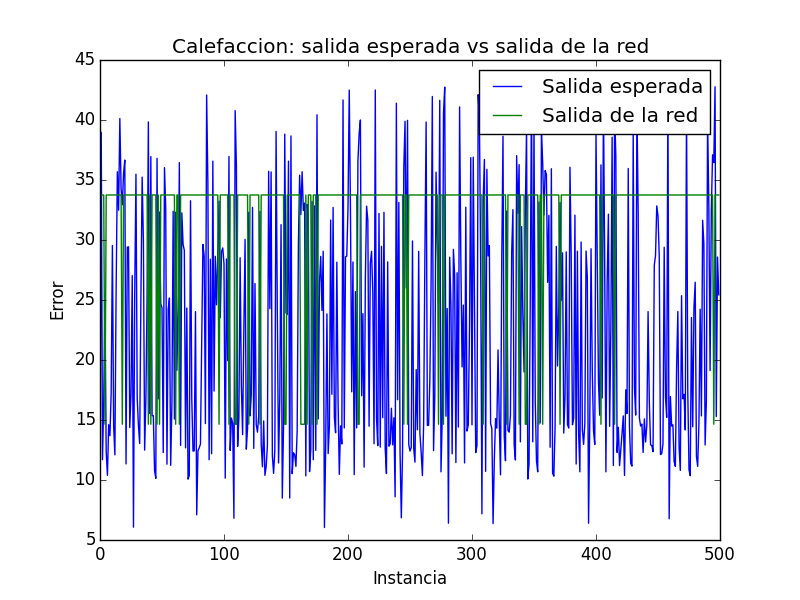 Calefaccion: salida esperada vs salida de la red
Salida esperada
Salida de la red
45
40
35
30
25
20
15
10
5
Error
0 100 200 300 400 500
Instancia